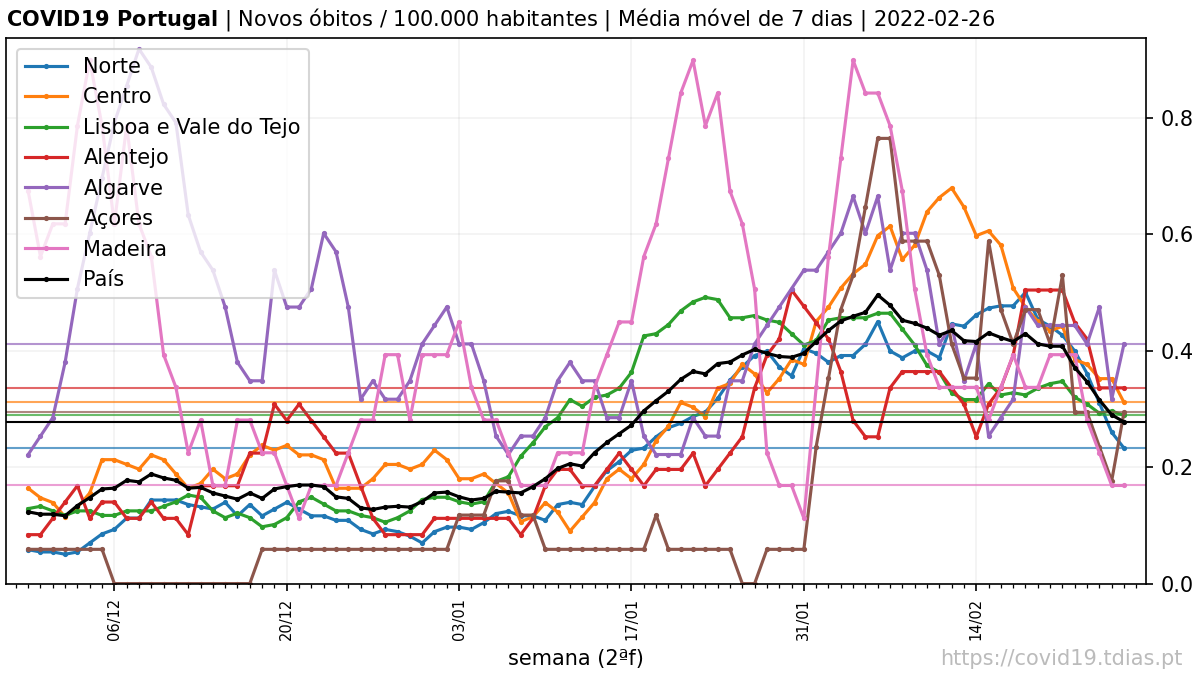 COVID19 Portugal | Novos óbitos / 100.000 habitantes | Média móvel de 7 dias | 2022-02-26
Norte
Centro
Lisboa e Vale do Tejo
Alentejo
Algarve
Açores
Madeira
País
0.8
0.6
0.4
0.2
0.0
06/12
20/12
03/01
17/01
31/01
14/02
semana (2ªf)
https://covid19.tdias.pt